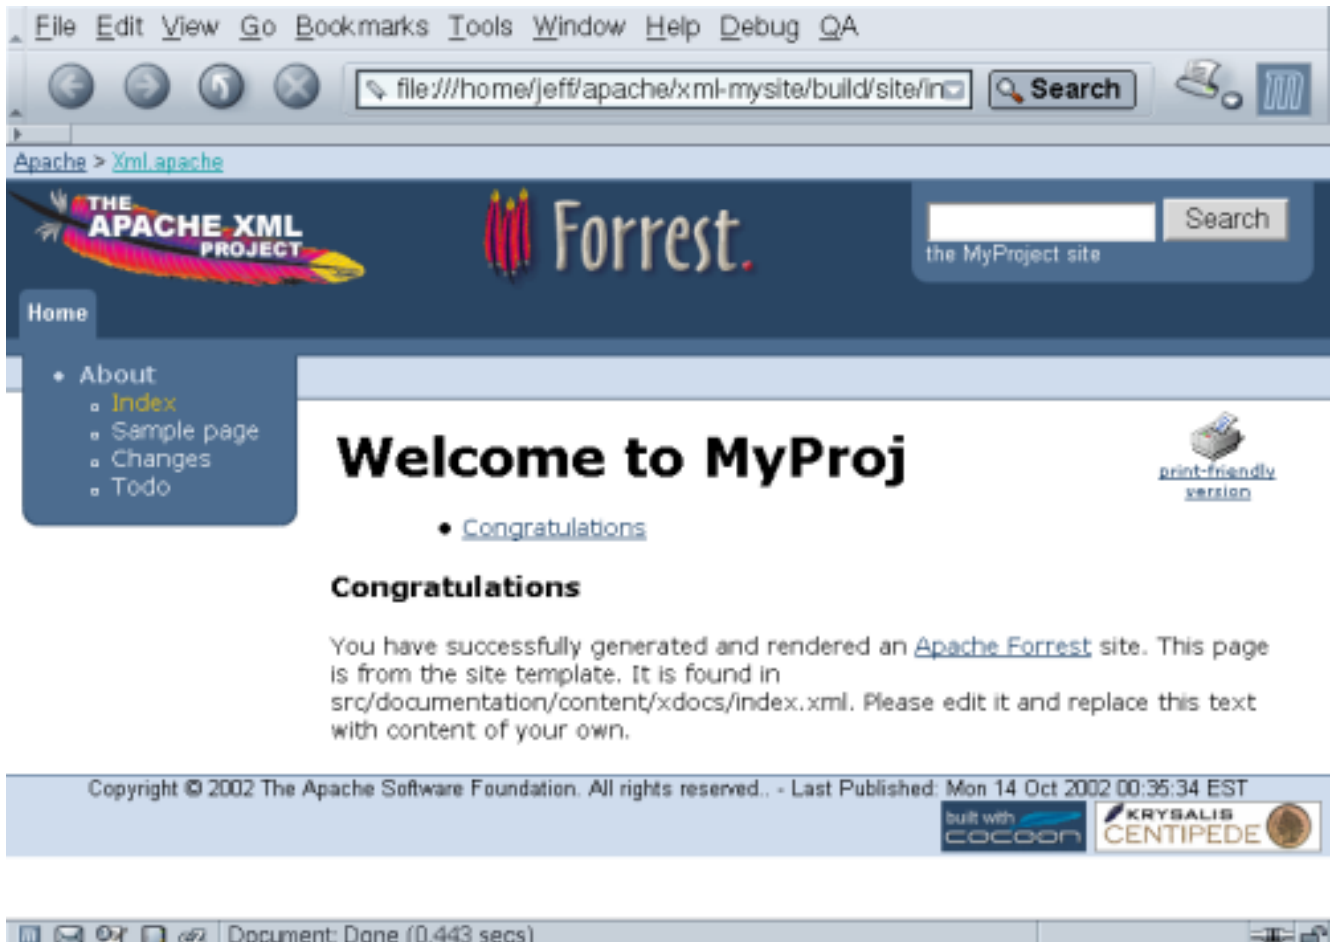 File Edit View Go Bookmarks Tools Window Help Debug QA
file:///home/jeff/apache/xml-mysite/build/site/in
Search
Apache > Xml.apache
THE
APACHE XML
PROJECT
Forrest.
Search
the MyProject site
Home
About
Index
Sample page
Changes
Todo
Welcome to MyProj
print-friendly
version
Congratulations
Congratulations
You have successfully generated and rendered an Apache Forrest site. This page
is from the site template. It is found in
src/documentation/content/xdocs/index.xml. Please edit it and replace this text
with content of your own.
Copyright © 2002 The Apache Software Foundation. All rights reserved.. - Last Published: Mon 14 Oct 2002 00:35:34 EST
built with
cocoon
KRYSALIS
CENTIPEDE
Document: Done (0.443 secs)